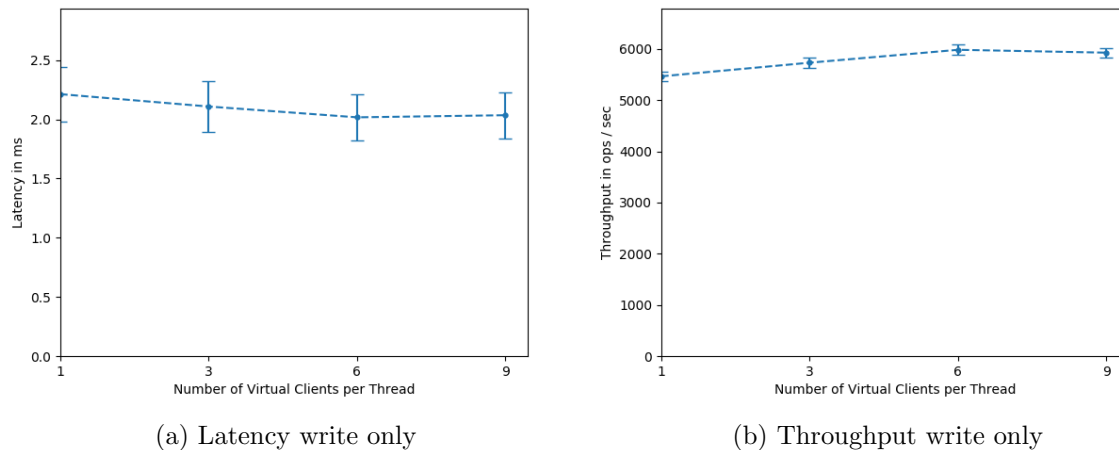 Latency in ms
2.5
2.0
1.5
1.0
0.5
0.0
1 3 6 9
Number of Virtual Clients per Thread
(a) Latency write only
Throughput in ops / sec
6000
5000
4000
3000
2000
1000
0
1 3 6 9
Number of Virtual Clients per Thread
(b) Throughput write only